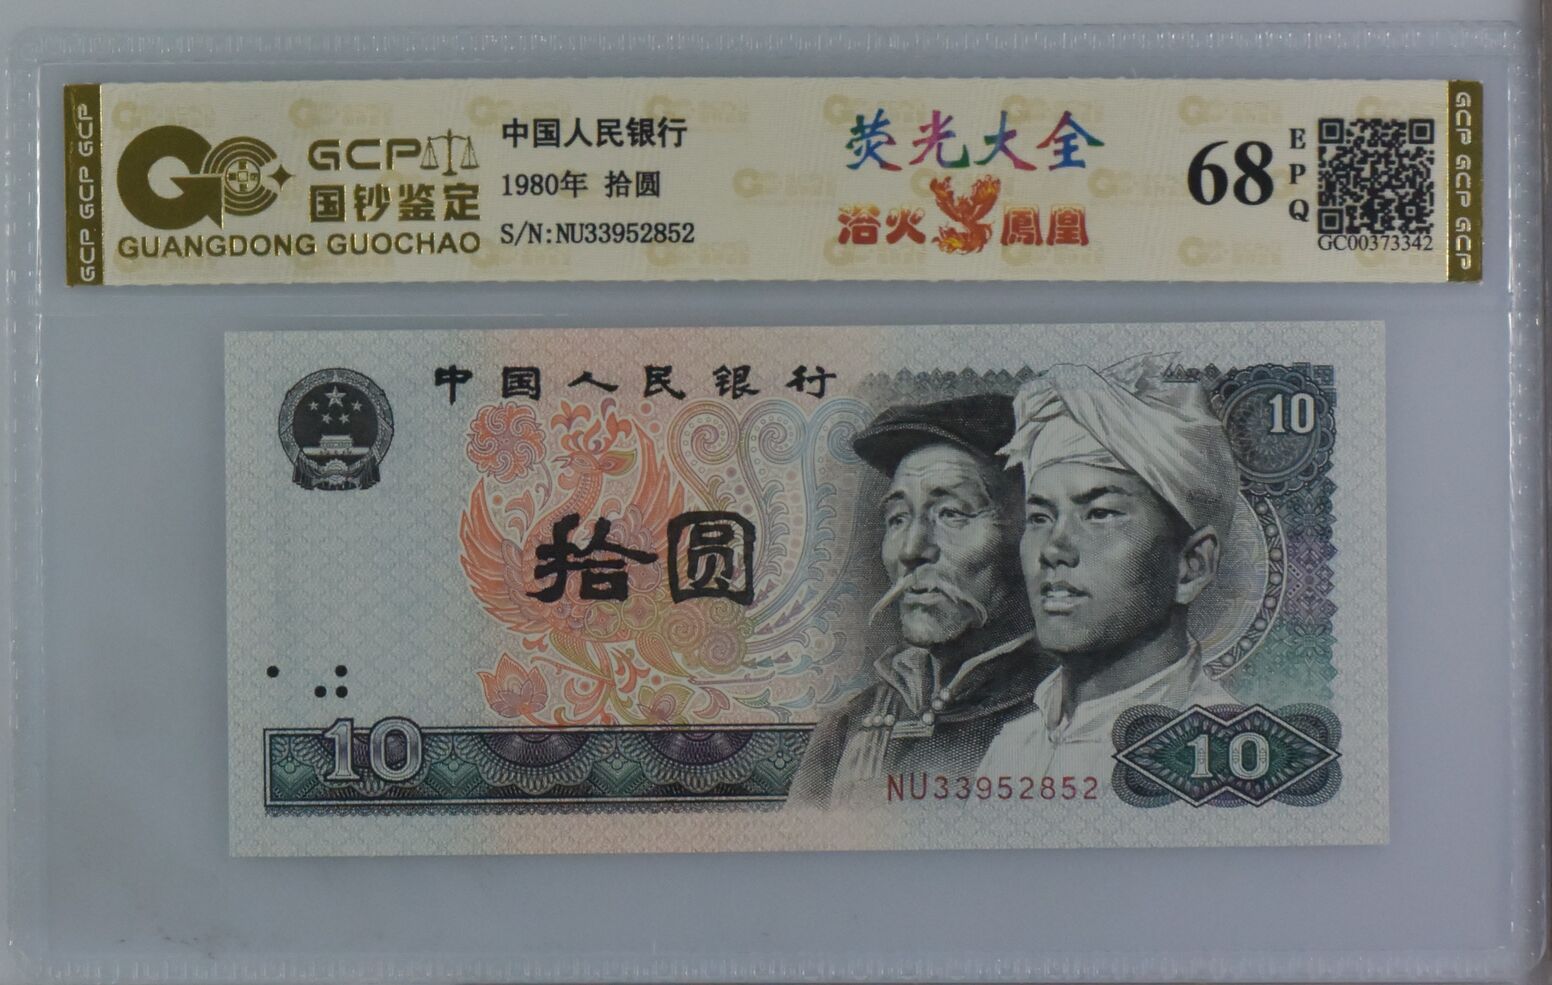 GCP GCP GCP
GCP
国钞鉴定
GUANGDONG GUOCHAO
中国人民银行
1980年 拾圆
S/N:NU33952852
荧光大全
浴火鳳凰
68
EPQ
GC00373342
GCP GCP GCP
中国人民银行
10
拾圆
10
NU33952852
10